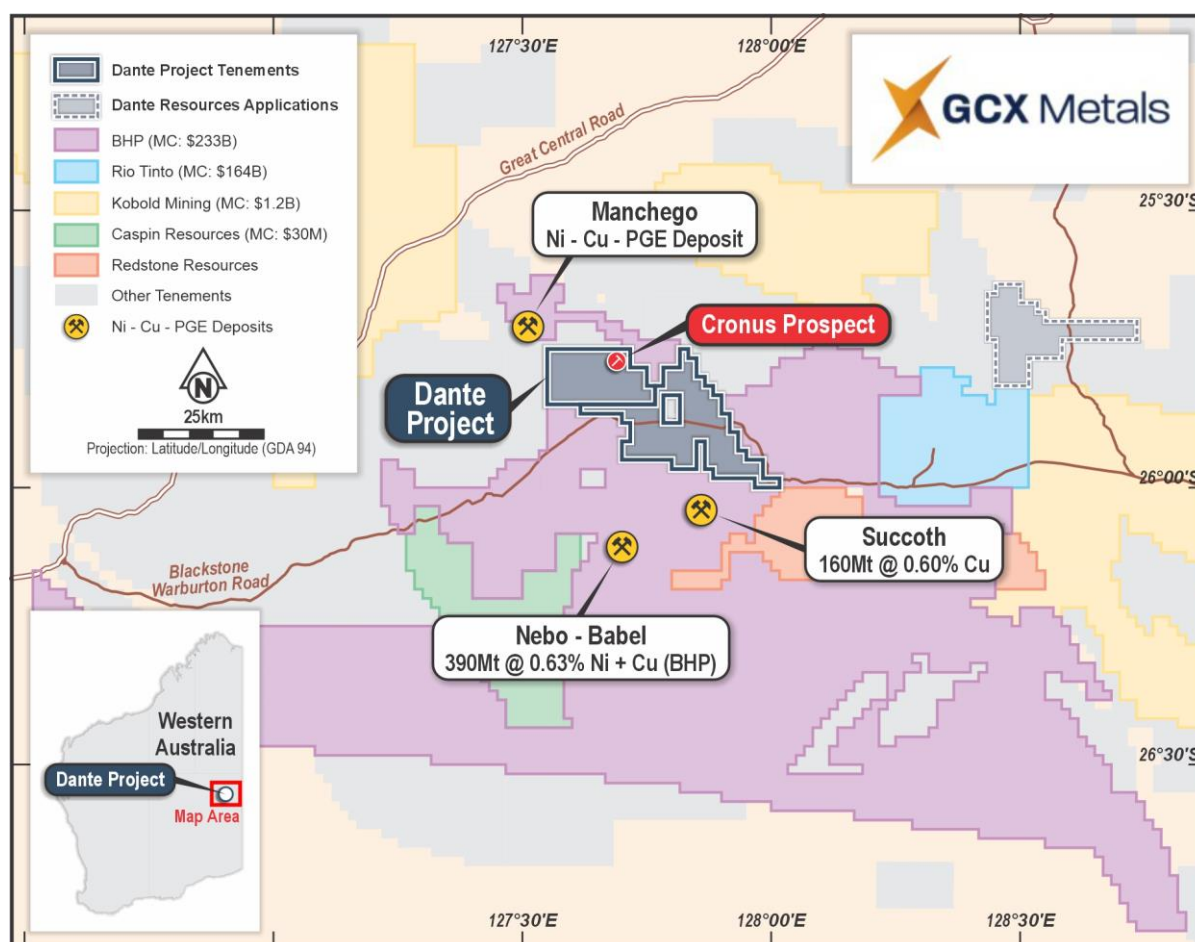 127°30'E
128°00'E
Dante Project Tenements
Dante Resources Applications
BHP (MC: $233B)
Rio Tinto (MC: $164B)
Kobold Mining (MC: $1.2B)
Caspin Resources (MC: $30M)
Redstone Resources
Other Tenements
Ni - Cu - PGE Deposits
N
25km
Projection: Latitude/Longitude (GDA 94)
GCX Metals
Great Central Road
25°30'S
Manchego
Ni - Cu - PGE Deposit
Cronus Prospect
Dante
Project
26°00'S
Succoth
160Mt @ 0.60% Cu
Blackstone
Warburton Road
Nebo - Babel
390Mt @ 0.63% Ni + Cu (BHP)
Western
Australia
Dante Project
Map Area
26°30'S
127°30'E
128°00'E
128°30'E